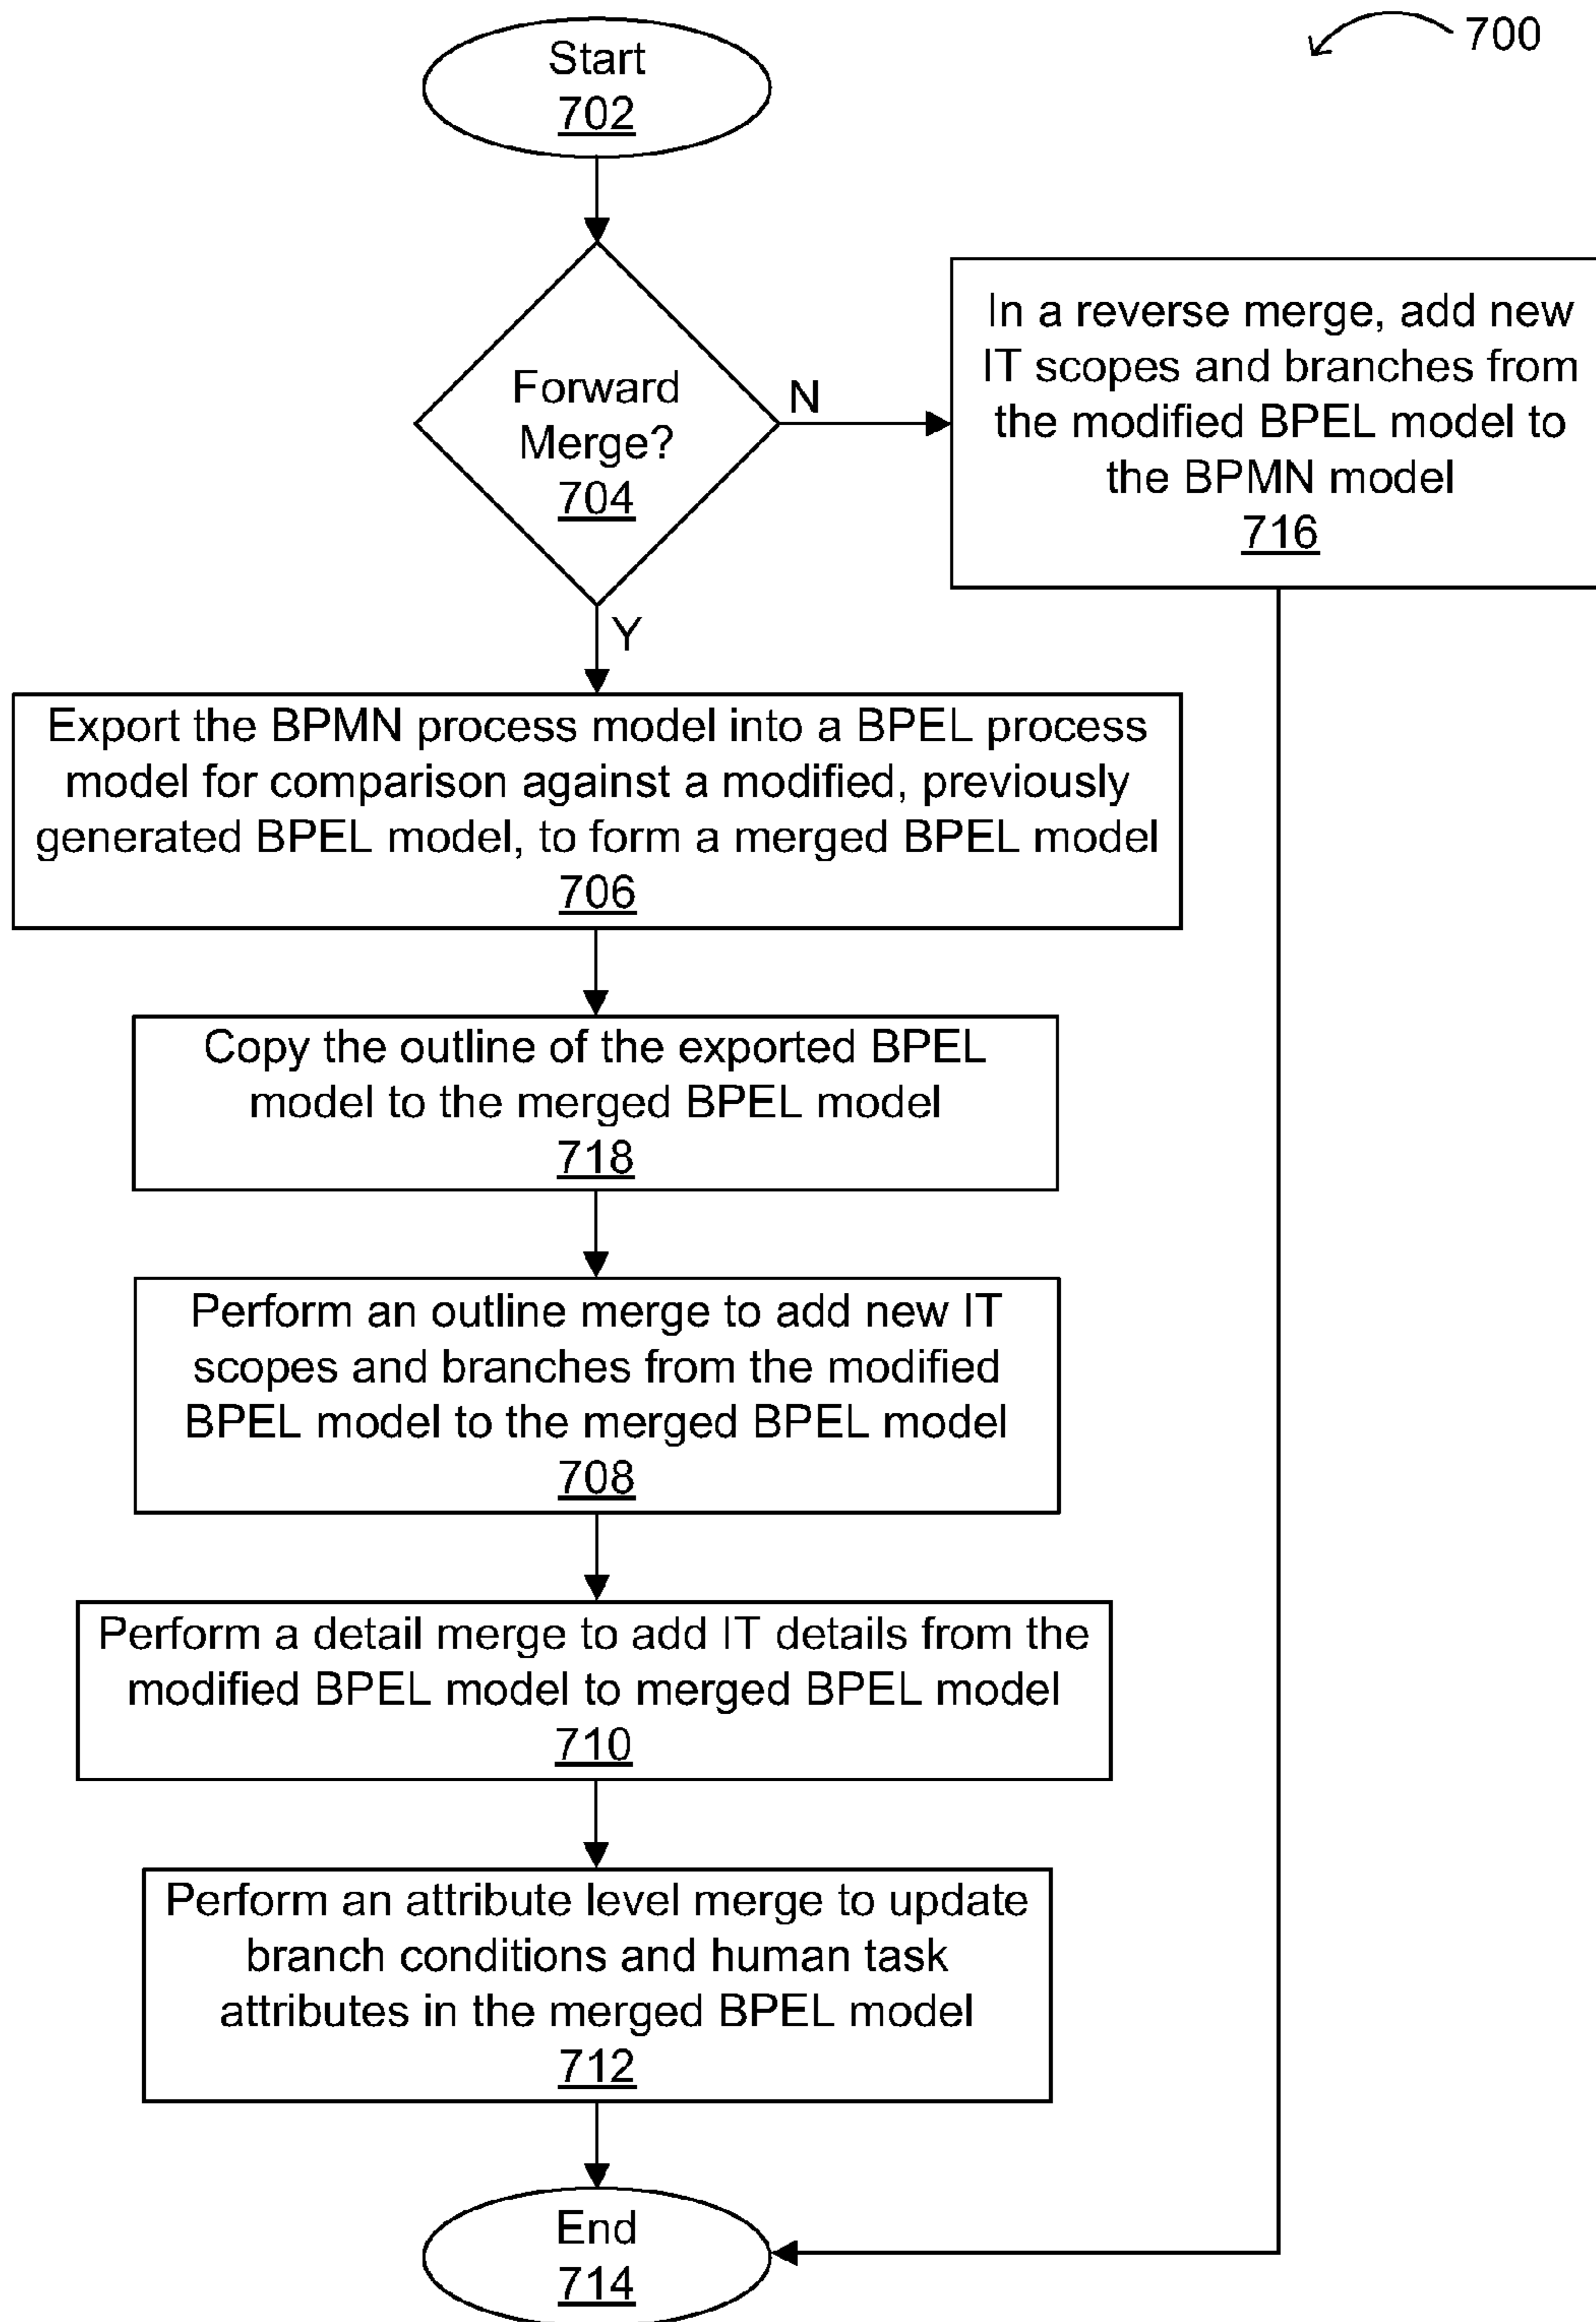 700
Start
702
Forward
Merge?
704
N
In a reverse merge, add new
IT scopes and branches from
the modified BPEL model to
the BPMN model
716
Y
Export the BPMN process model into a BPEL process
model for comparison against a modified, previously
generated BPEL model, to form a merged BPEL model
706
Copy the outline of the exported BPEL
model to the merged BPEL model
718
Perform an outline merge to add new IT
scopes and branches from the modified
BPEL model to the merged BPEL model
708
Perform a detail merge to add IT details from the
modified BPEL model to merged BPEL model
710
Perform an attribute level merge to update
branch conditions and human task
attributes in the merged BPEL model
712
End
714